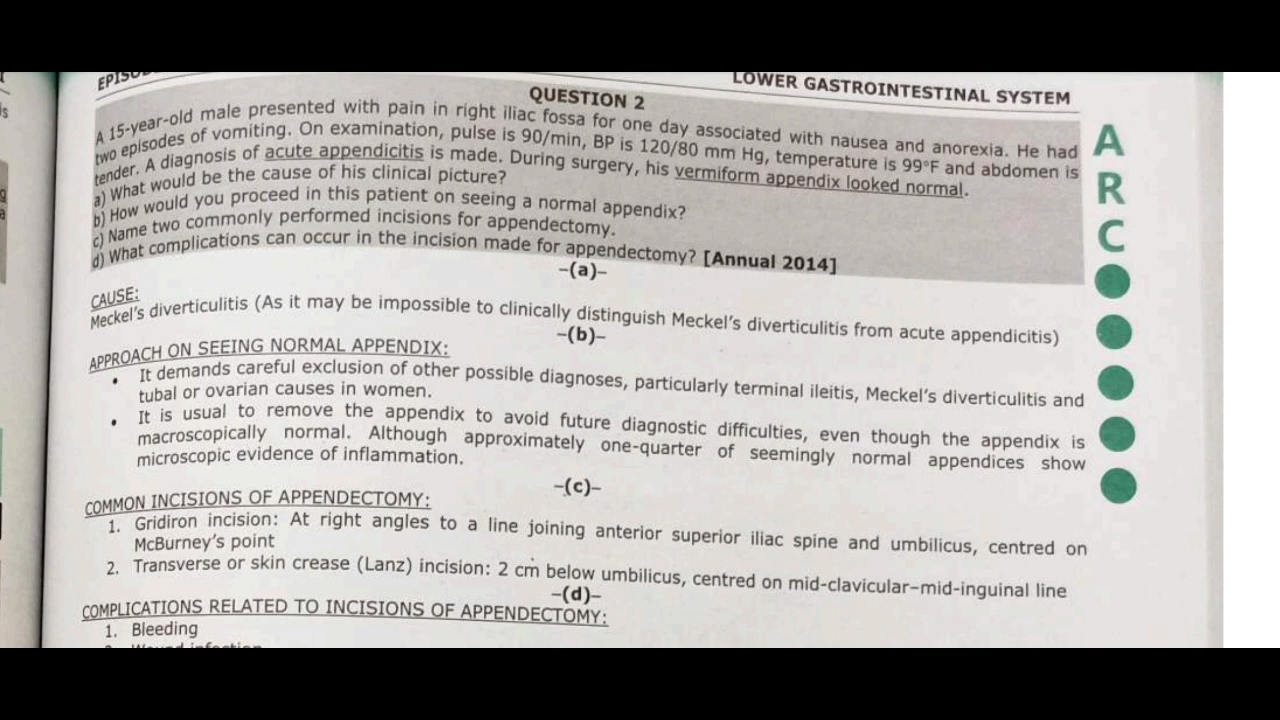 LOWER GASTROINTESTINAL SYSTEM
QUESTION 2
A 15-year-old male presented with pain in right iliac fossa for one day associated with nausea and anorexia. He had
two episodes of vomiting. On examination, pulse is 90/min, BP is 120/80 mm Hg, temperature is 99°F and abdomen is
tender. A diagnosis of acute appendicitis is made. During surgery, his vermiform appendix looked normal.
a) What would be the cause of his clinical picture?
b) How would you proceed in this patient on seeing a normal appendix?
c) Name two commonly performed incisions for appendectomy.
d) What complications can occur in the incision made for appendectomy? [Annual 2014]
-(a)-
CAUSE:
Meckel's diverticulitis (As it may be impossible to clinically distinguish Meckel's diverticulitis from acute appendicitis)
-(b)-
APPROACH ON SEEING NORMAL APPENDIX:
• It demands careful exclusion of other possible diagnoses, particularly terminal ileitis, Meckel's diverticulitis and
tubal or ovarian causes in women.
• It is usual to remove the appendix to avoid future diagnostic difficulties, even though the appendix is
macroscopically normal. Although approximately one-quarter of seemingly normal appendices show
microscopic evidence of inflammation.
-(c)-
COMMON INCISIONS OF APPENDECTOMY:
1. Gridiron incision: At right angles to a line joining anterior superior iliac spine and umbilicus, centred on
McBurney's point
2. Transverse or skin crease (Lanz) incision: 2 cm below umbilicus, centred on mid-clavicular-mid-inguinal line
-(d)-
COMPLICATIONS RELATED TO INCISIONS OF APPENDECTOMY:
1. Bleeding
A
R
C